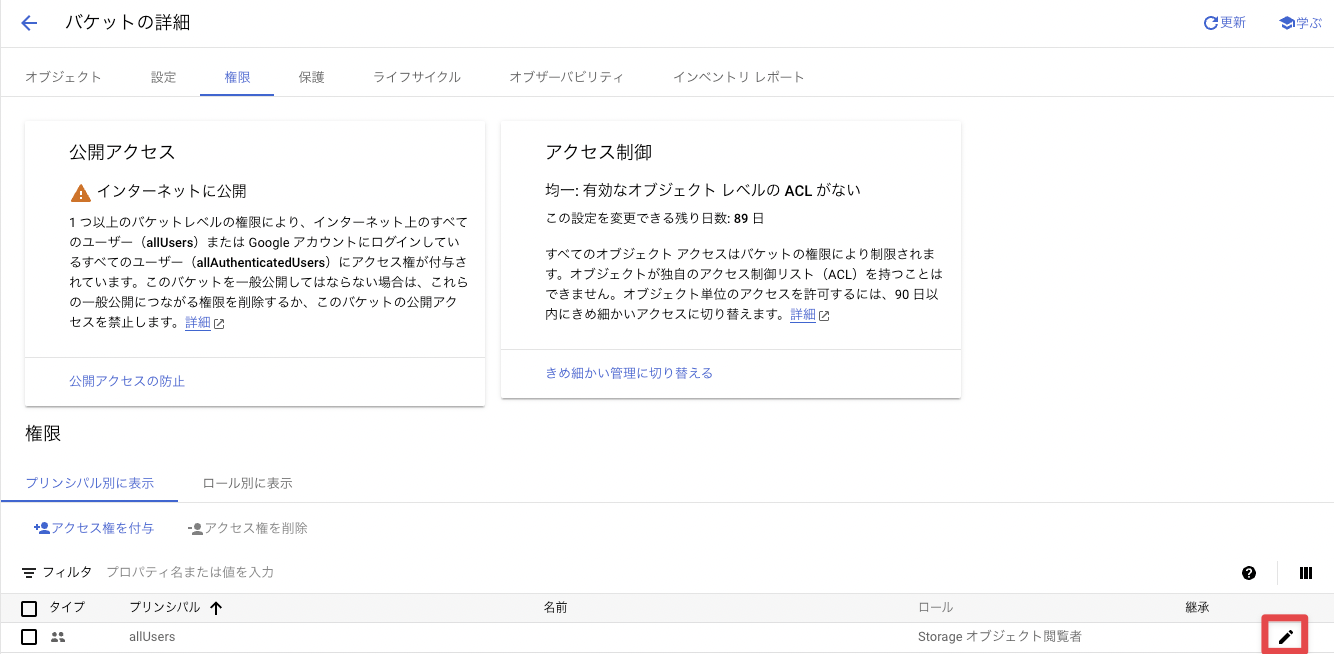 バケットの詳細
更新
学ぶ
オブジェクト 設定 権限 保護 ライフサイクル オブザーバビリティ インベントリ レポート
公開アクセス
インターネットに公開
1 つ以上のバケットレベルの権限により、インターネット上のすべて
のユーザー（allUsers）または Google アカウントにログインしてい
るすべてのユーザー（allAuthenticatedUsers）にアクセス権が付与さ
れています。このバケットを一般公開してはならない場合は、これら
の一般公開につながる権限を削除するか、このバケットの公開アク
セスを禁止します。詳細
公開アクセスの防止
アクセス制御
均一: 有効なオブジェクト レベルの ACL がない
この設定を変更できる残り日数: 89 日
すべてのオブジェクト アクセスはバケットの権限により制限されま
す。オブジェクトが独自のアクセス制御リスト（ACL）を持つことは
できません。オブジェクト単位のアクセスを許可するには、90 日以
内にきめ細かいアクセスに切り替えます。詳細
きめ細かい管理に切り替える
権限
プリンシパル別に表示 ロール別に表示
アクセス権を付与 アクセス権を削除
フィルタ プロパティ名または値を入力
タイプ プリンシパル 名前 ロール 継承
allUsers Storage オブジェクト閲覧者